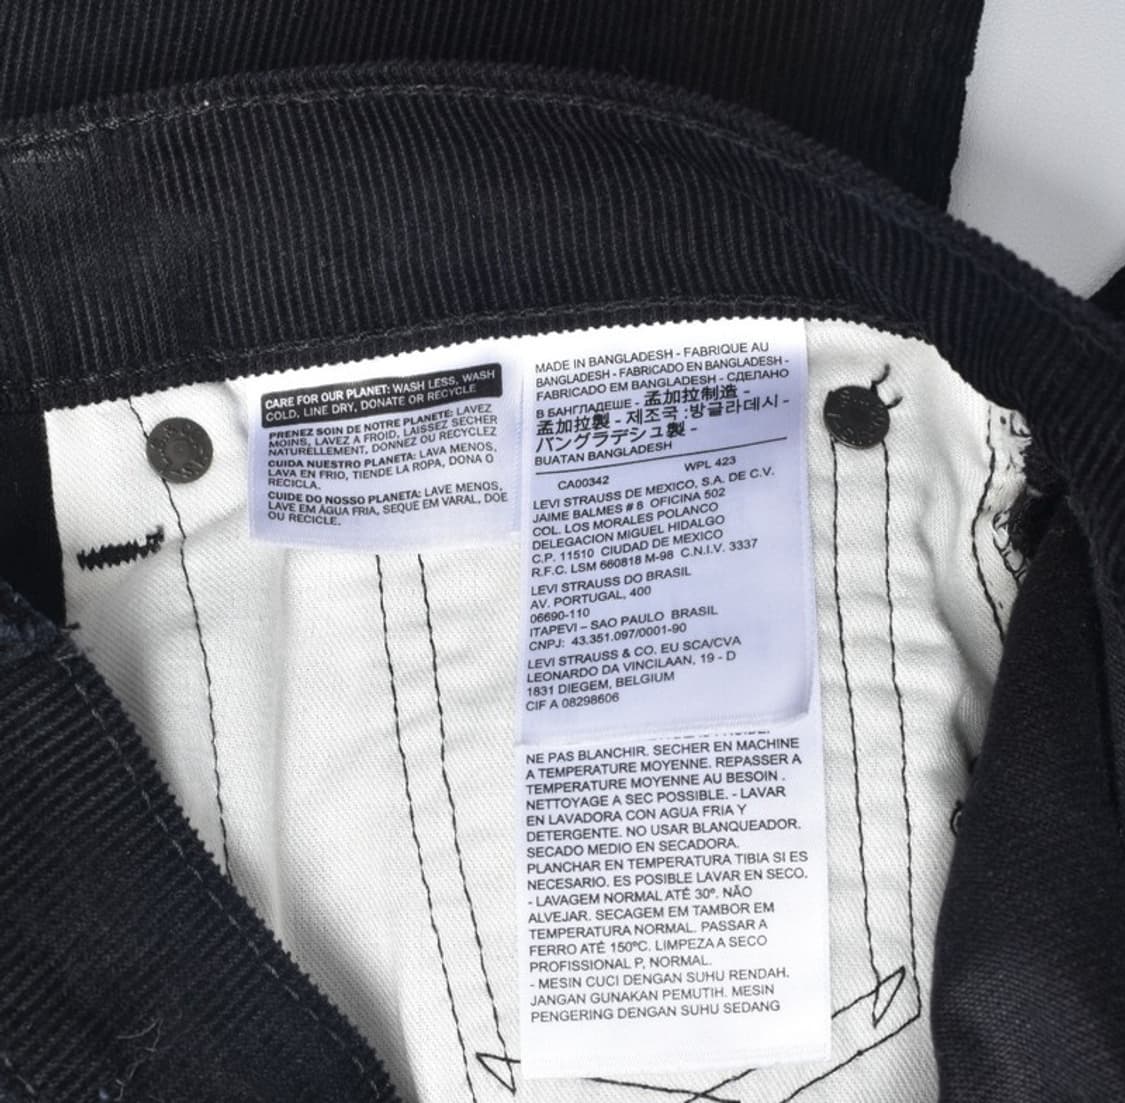 CARE FOR OUR PLANET: WASH LESS, WASH
COLD, LINE DRY, DONATE OR RECYCLE
PRENEZ SOIN DE NOTRE PLANETE: LAVEZ
MOINS, LAVEZ A FROID, LAISSEZ SECHER
NATURELLEMENT, DONNEZ OU RECYCLEZ
CUIDA NUESTRO PLANETA: LAVA MENOS,
LAVA EN FRIO, TIENDE LA ROPA, DONA O
RECICLA.
CUIDE DO NOSSO PLANETA: LAVE MENOS,
LAVE EM ÁGUA FRIA, SEQUE EM VARAL, DOE
OU RECICLE.
MADE IN BANGLADESH - FABRIQUE AU
BANGLADESH - FABRICADO EN BANGLADESH -
FABRICADO EM BANGLADESH - СДЕЛАНО
В БАНГЛАДЕШЕ - 孟加拉制造 -
孟加拉製 - 제조국 :방글라데시 -
バングラデシュ製 -
BUATAN BANGLADESH
CA00342 WPL 423
LEVI STRAUSS DE MEXICO, S.A. DE C.V.
JAIME BALMES # 8 OFICINA 502
COL. LOS MORALES POLANCO
DELEGACION MIGUEL HIDALGO
C.P. 11510 CIUDAD DE MEXICO
R.F.C. LSM 660818 M-98 C.N.I.V. 3337
LEVI STRAUSS DO BRASIL
AV. PORTUGAL, 400
06690-110
ITAPEVI – SAO PAULO BRASIL
CNPJ: 43.351.097/0001-90
LEVI STRAUSS & CO. EU SCA/CVA
LEONARDO DA VINCILAAN, 19 - D
1831 DIEGEM, BELGIUM
CIF A 08298606
NE PAS BLANCHIR. SECHER EN MACHINE
A TEMPERATURE MOYENNE. REPASSER A
TEMPERATURE MOYENNE AU BESOIN .
NETTOYAGE A SEC POSSIBLE. - LAVAR
EN LAVADORA CON AGUA FRIA Y
DETERGENTE. NO USAR BLANQUEADOR.
SECADO MEDIO EN SECADORA.
PLANCHAR EN TEMPERATURA TIBIA SI ES
NECESARIO. ES POSIBLE LAVAR EN SECO.
- LAVAGEM NORMAL ATÉ 30º. NÃO
ALVEJAR. SECAGEM EM TAMBOR EM
TEMPERATURA NORMAL. PASSAR A
FERRO ATÉ 150ºC. LIMPEZA A SECO
PROFISSIONAL P, NORMAL.
- MESIN CUCI DENGAN SUHU RENDAH.
JANGAN GUNAKAN PEMUTIH. MESIN
PENGERING DENGAN SUHU SEDANG